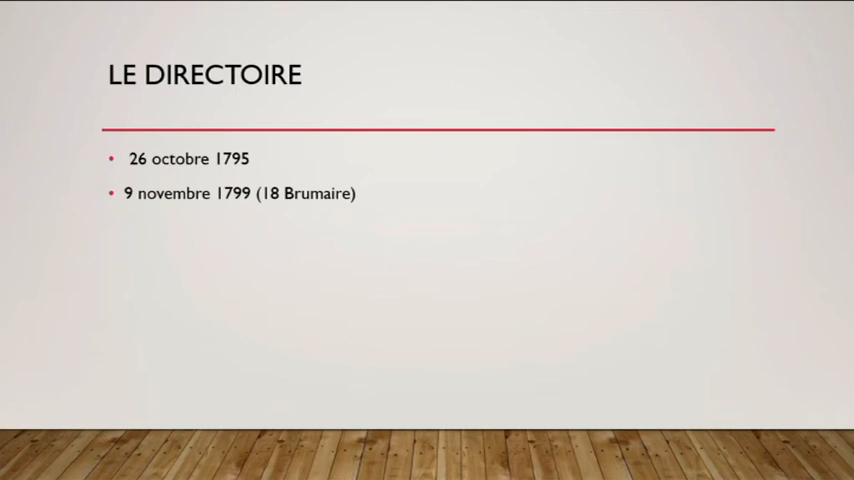 LE DIRECTOIRE
• 26 octobre 1795
• 9 novembre 1799 (18 Brumaire)